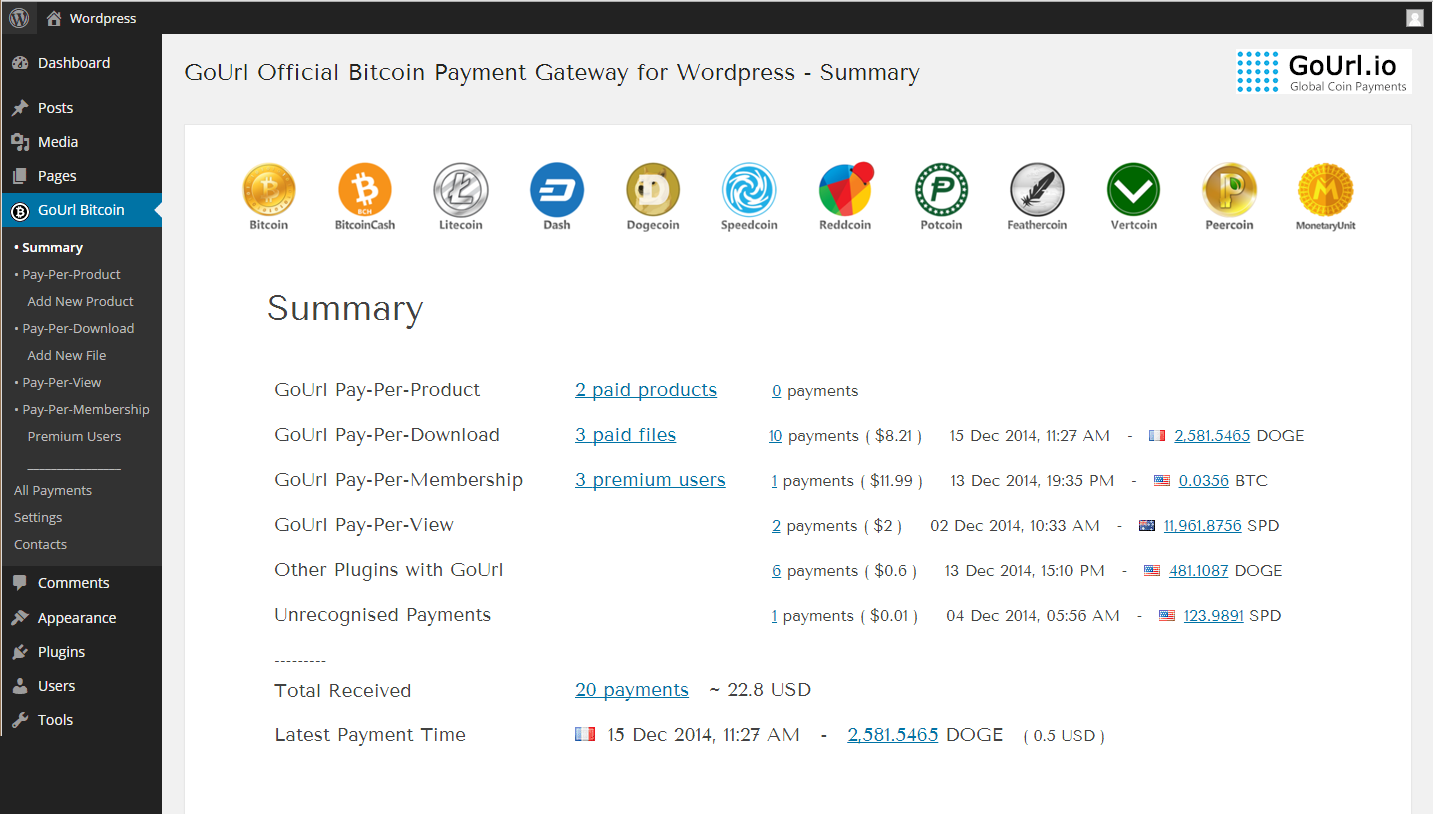 Wordpress
Dashboard
Posts
Media
Pages
GoUrl Bitcoin
• Summary
• Pay-Per-Product
Add New Product
• Pay-Per-Download
Add New File
• Pay-Per-View
• Pay-Per-Membership
Premium Users
All Payments
Settings
Contacts
Comments
Appearance
Plugins
Users
Tools
GoUrl Official Bitcoin Payment Gateway for Wordpress - Summary
GoUrl.io
Global Coin Payments
BCH
Bitcoin BitcoinCash Litecoin Dash Dogecoin Speedcoin Reddcoin Potcoin Feathercoin Vertcoin Peercoin MonetaryUnit
Summary
GoUrl Pay-Per-Product 2 paid products 0 payments
GoUrl Pay-Per-Download 3 paid files 10 payments ( $8.21 ) 15 Dec 2014, 11:27 AM - 2,581.5465 DOGE
GoUrl Pay-Per-Membership 3 premium users 1 payments ( $11.99 ) 13 Dec 2014, 19:35 PM - 0.0356 BTC
GoUrl Pay-Per-View 2 payments ( $2 ) 02 Dec 2014, 10:33 AM - 11,961.8756 SPD
Other Plugins with GoUrl 6 payments ( $0.6 ) 13 Dec 2014, 15:10 PM - 481.1087 DOGE
Unrecognised Payments 1 payments ( $0.01 ) 04 Dec 2014, 05:56 AM - 123.9891 SPD
---------
Total Received 20 payments ~ 22.8 USD
Latest Payment Time 15 Dec 2014, 11:27 AM - 2,581.5465 DOGE ( 0.5 USD )